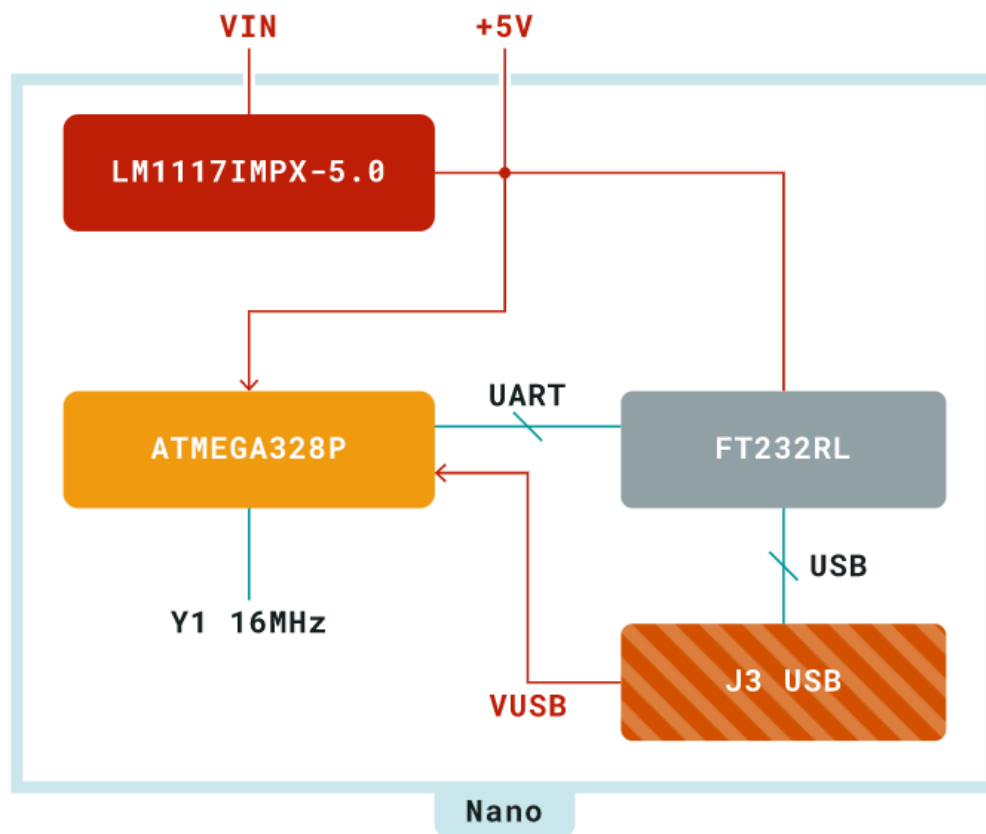 VIN
+5V
LM1117IMPX-5.0
UART
ATMEGA328P
FT232RL
USB
Y1 16MHz
J3 USB
VUSB
Nano